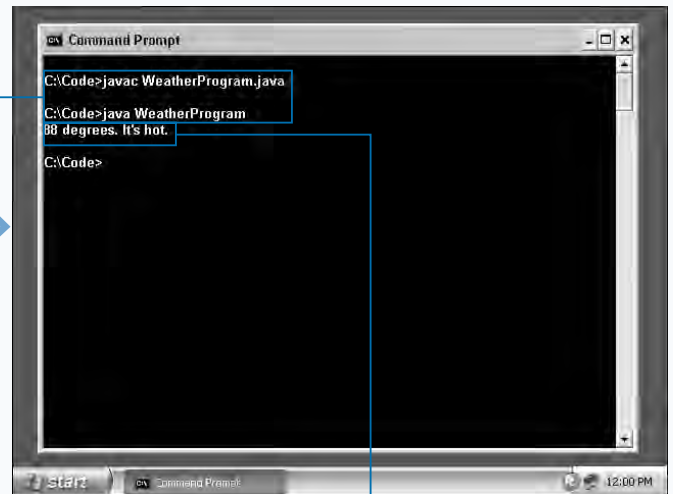 Command Prompt
C:\Code>javac WeatherProgram.java
C:\Code>java WeatherProgram
88 degrees. It's hot.
C:\Code>
start
Command Prompt
12:00 PM